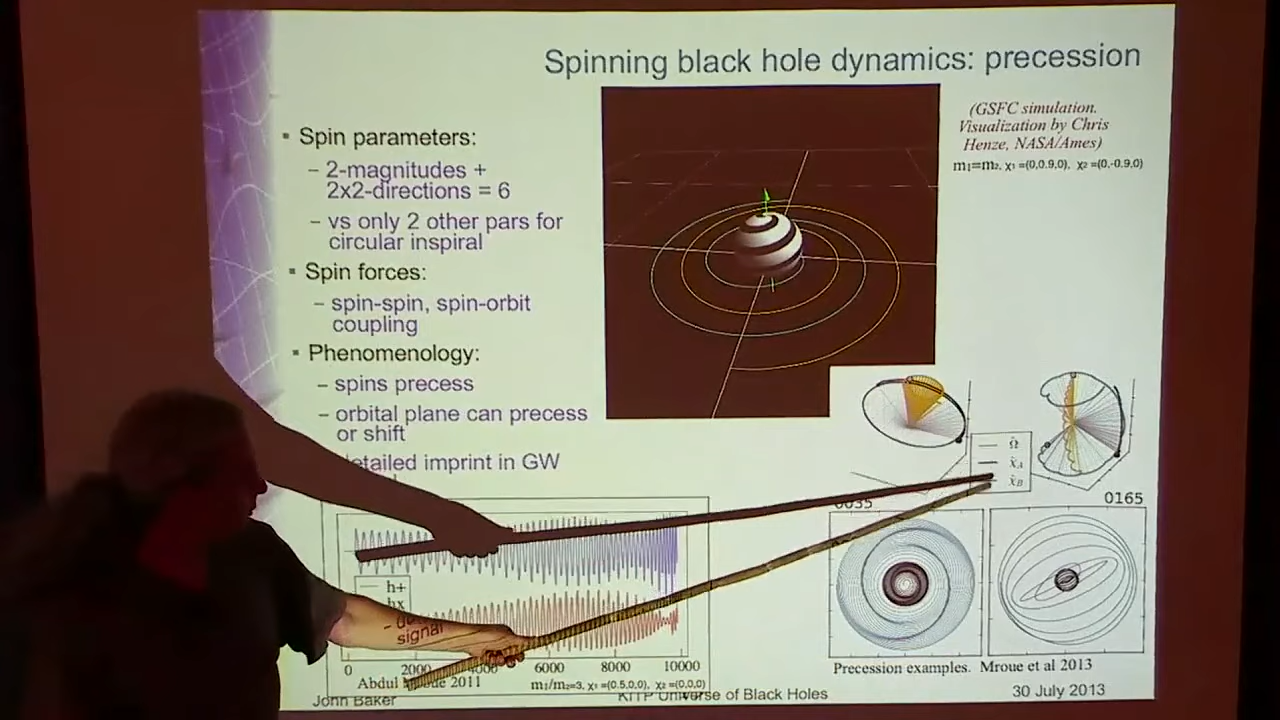 Spinning black hole dynamics: precession
▪ Spin parameters:
– 2-magnitudes +
2x2-directions = 6
– vs only 2 other pars for
circular inspiral
▪ Spin forces:
– spin-spin, spin-orbit
coupling
▪ Phenomenology:
– spins precess
– orbital plane can precess
or shift
detailed imprint in GW
signal
(GSFC simulation.
Visualization by Chris
Henze, NASA/Ames)
m₁=m₂, χ₁ =(0,0.9,0), χ₂ =(0,-0.9,0)
Ω̂
χ̂_A
χ̂_B
0035
0165
h+
hx
0 2000 4000 6000 8000 10000
Abdul 2011
m₁/m₂=3, χ₁ =(0.5,0,0), χ₂ =(0,0,0)
Precession examples. Mroue et al 2013
John Baker
KITP Universe of Black Holes
30 July 2013